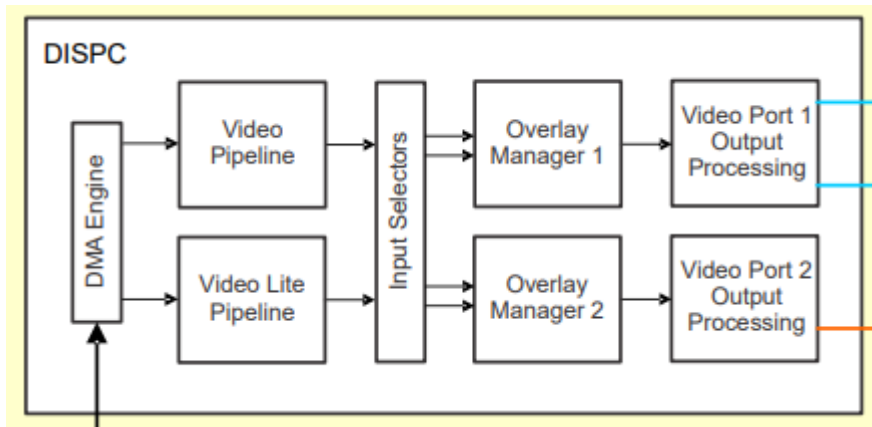 DISPC
DMA Engine
Video
Pipeline
Video Lite
Pipeline
Input Selectors
Overlay
Manager 1
Overlay
Manager 2
Video Port 1
Output
Processing
Video Port 2
Output
Processing